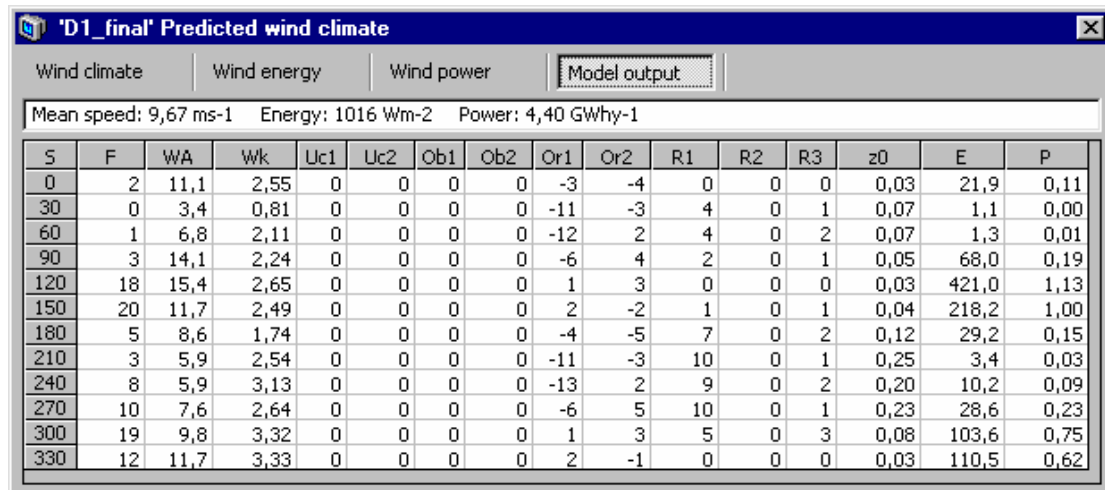 'D1_final' Predicted wind climate
Wind climate Wind energy Wind power Model output
Mean speed: 9,67 ms-1 Energy: 1016 Wm-2 Power: 4,40 GWhy-1
S F WA Wk Uc1 Uc2 Ob1 Ob2 Or1 Or2 R1 R2 R3 z0 E P
0 2 11,1 2,55 0 0 0 0 -3 -4 0 0 0 0,03 21,9 0,11
30 0 3,4 0,81 0 0 0 0 -11 -3 4 0 1 0,07 1,1 0,00
60 1 6,8 2,11 0 0 0 0 -12 2 4 0 2 0,07 1,3 0,01
90 3 14,1 2,24 0 0 0 0 -6 4 2 0 1 0,05 68,0 0,19
120 18 15,4 2,65 0 0 0 0 1 3 0 0 0 0,03 421,0 1,13
150 20 11,7 2,49 0 0 0 0 2 -2 1 0 1 0,04 218,2 1,00
180 5 8,6 1,74 0 0 0 0 -4 -5 7 0 2 0,12 29,2 0,15
210 3 5,9 2,54 0 0 0 0 -11 -3 10 0 1 0,25 3,4 0,03
240 8 5,9 3,13 0 0 0 0 -13 2 9 0 2 0,20 10,2 0,09
270 10 7,6 2,64 0 0 0 0 -6 5 10 0 1 0,23 28,6 0,23
300 19 9,8 3,32 0 0 0 0 1 3 5 0 3 0,08 103,6 0,75
330 12 11,7 3,33 0 0 0 0 2 -1 0 0 0 0,03 110,5 0,62